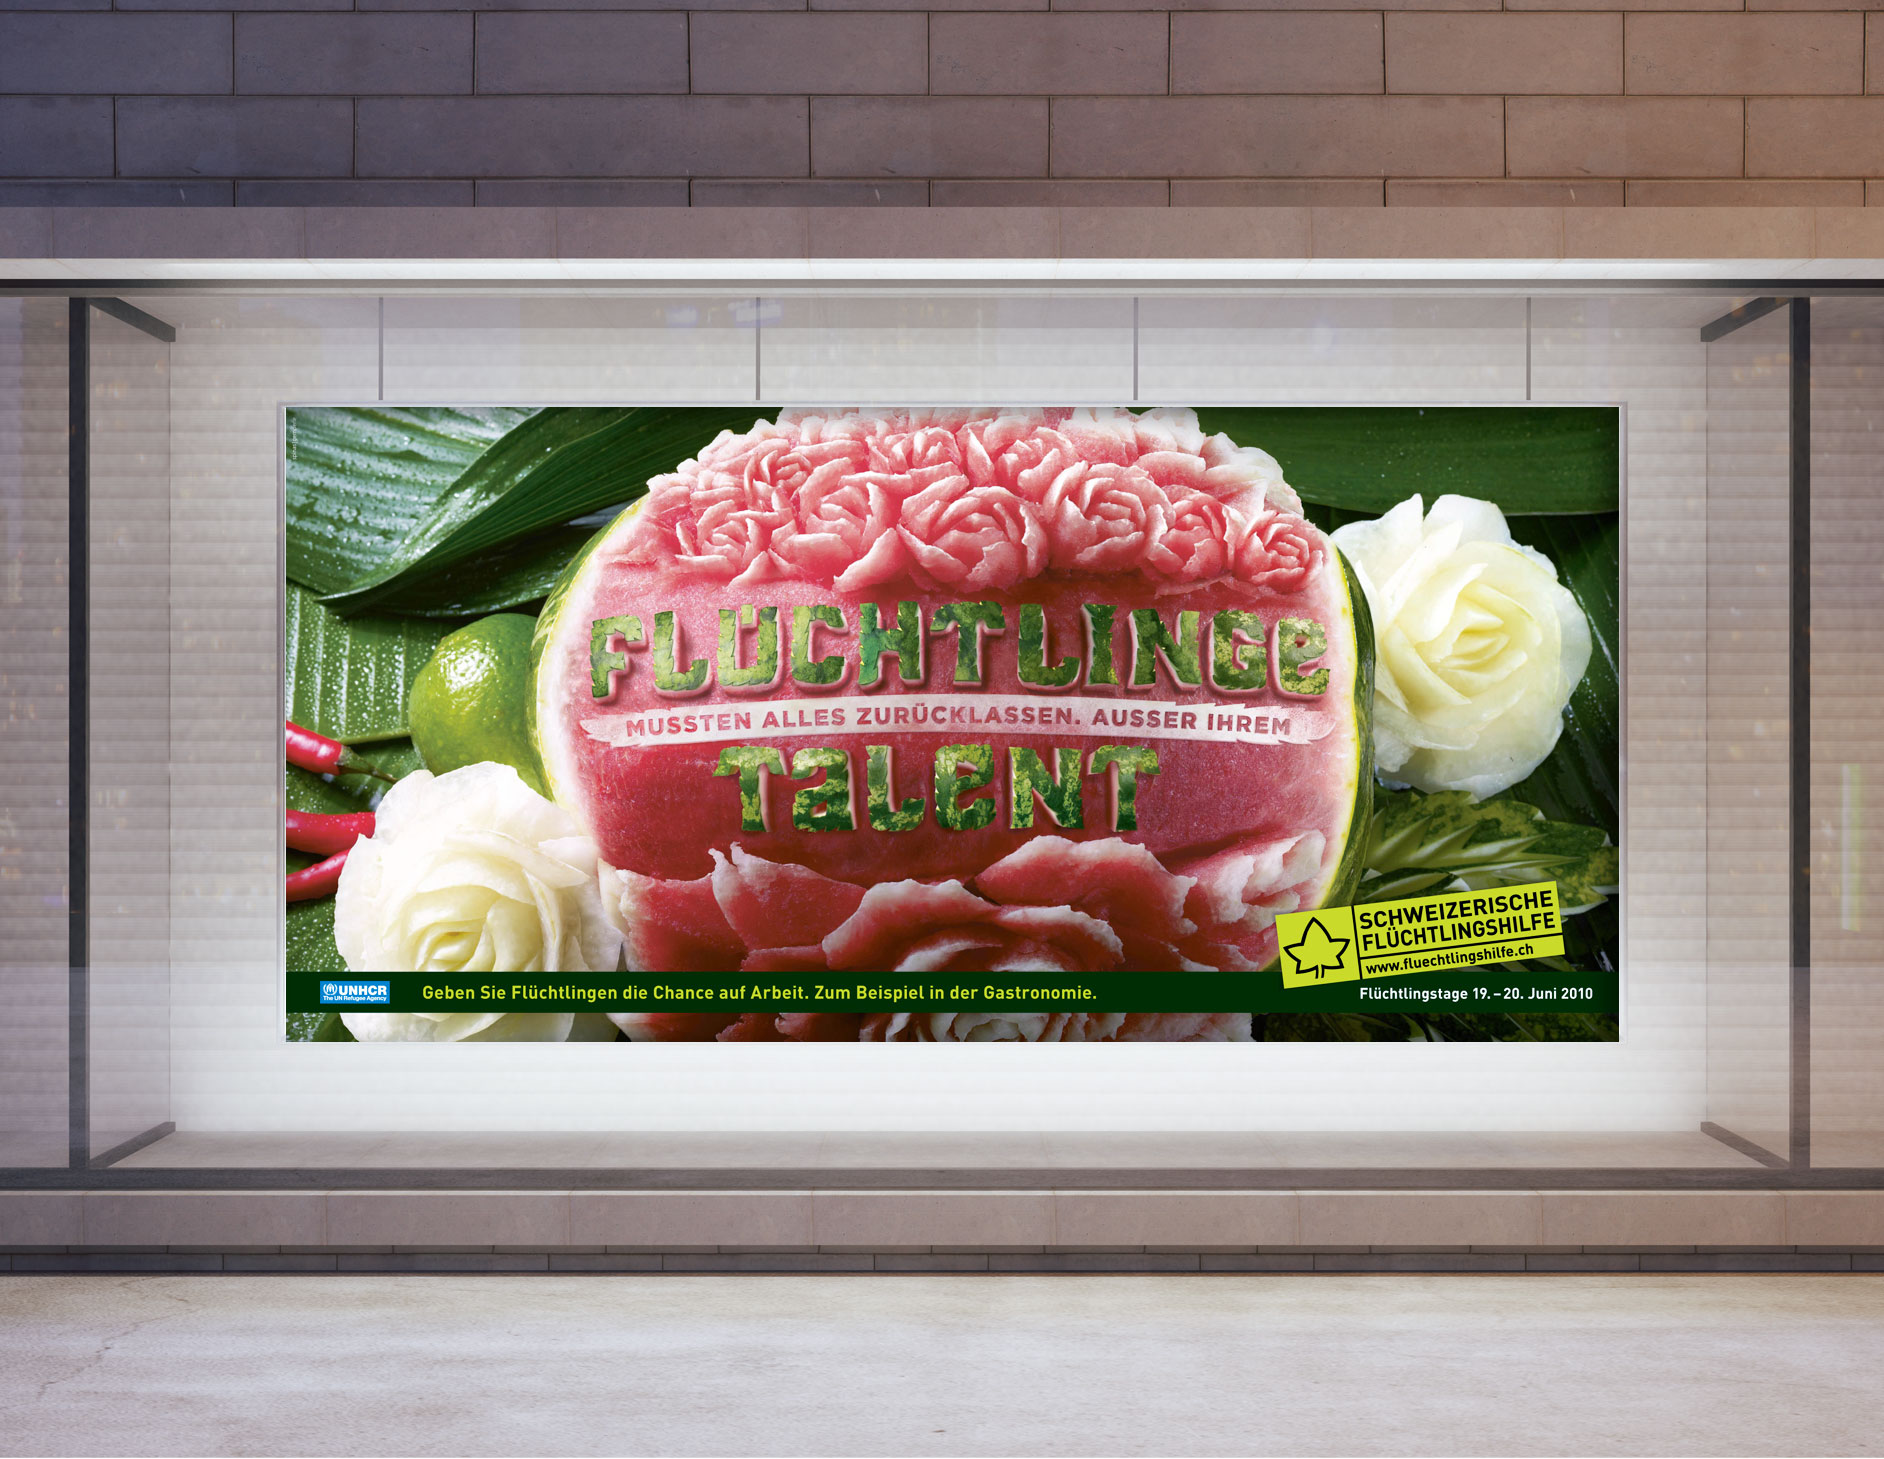 FLÜCHTLINGE
MUSSTEN ALLES ZURÜCKLASSEN. AUSSER IHREM
TALENT
SCHWEIZERISCHE
FLÜCHTLINGSHILFE
www.fluechtlingshilfe.ch
UNHCR
The UN Refugee Agency
Geben Sie Flüchtlingen die Chance auf Arbeit. Zum Beispiel in der Gastronomie.
Flüchtlingstage 19. – 20. Juni 2010